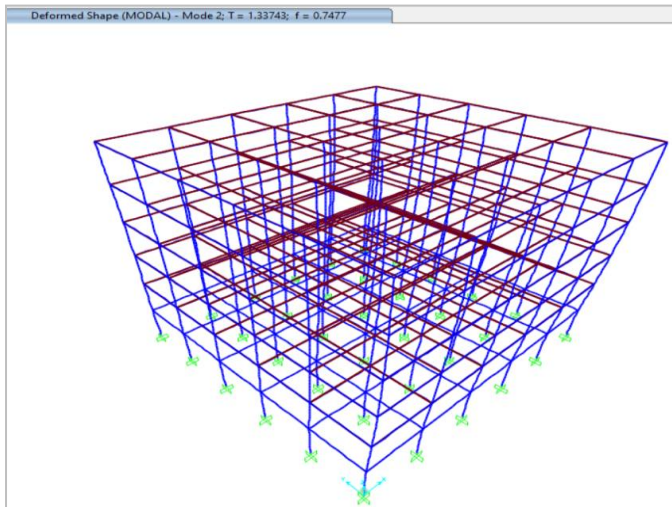 Deformed Shape (MODAL) - Mode 2; T = 1.33743; f = 0.7477